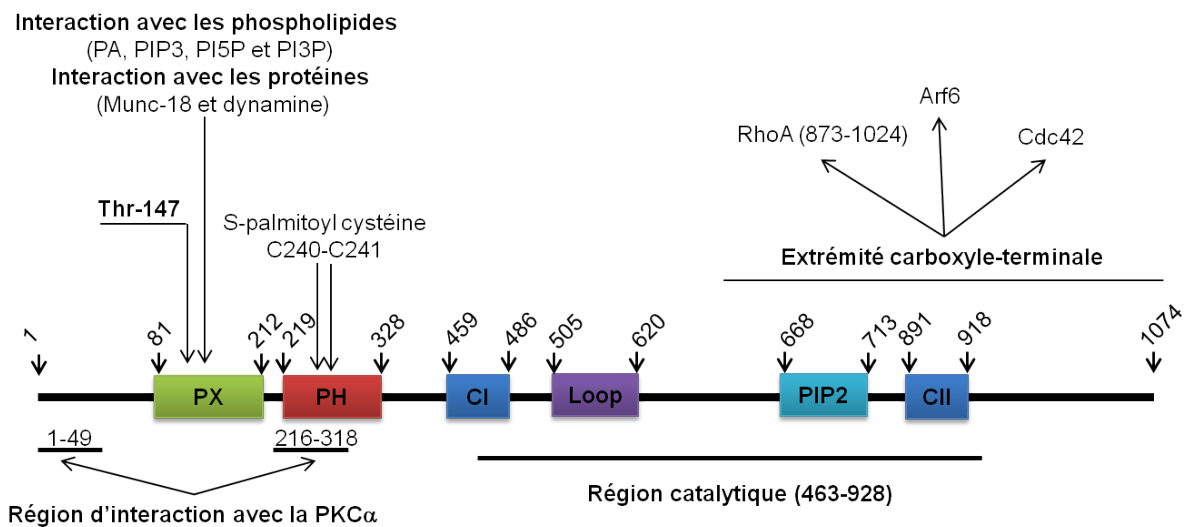 Interaction avec les phospholipides
(PA, PIP3, PI5P et PI3P)
Interaction avec les protéines
(Munc-18 et dynamine)
Arf6
RhoA (873-1024)
Cdc42
Thr-147
S-palmitoyl cystéine
C240-C241
Extrémité carboxyle-terminale
1
81
212
219
328
459
486
505
620
668
713
891
918
1074
PX
PH
CI
Loop
PIP2
CII
1-49
216-318
Région catalytique (463-928)
Région d’interaction avec la PKCα